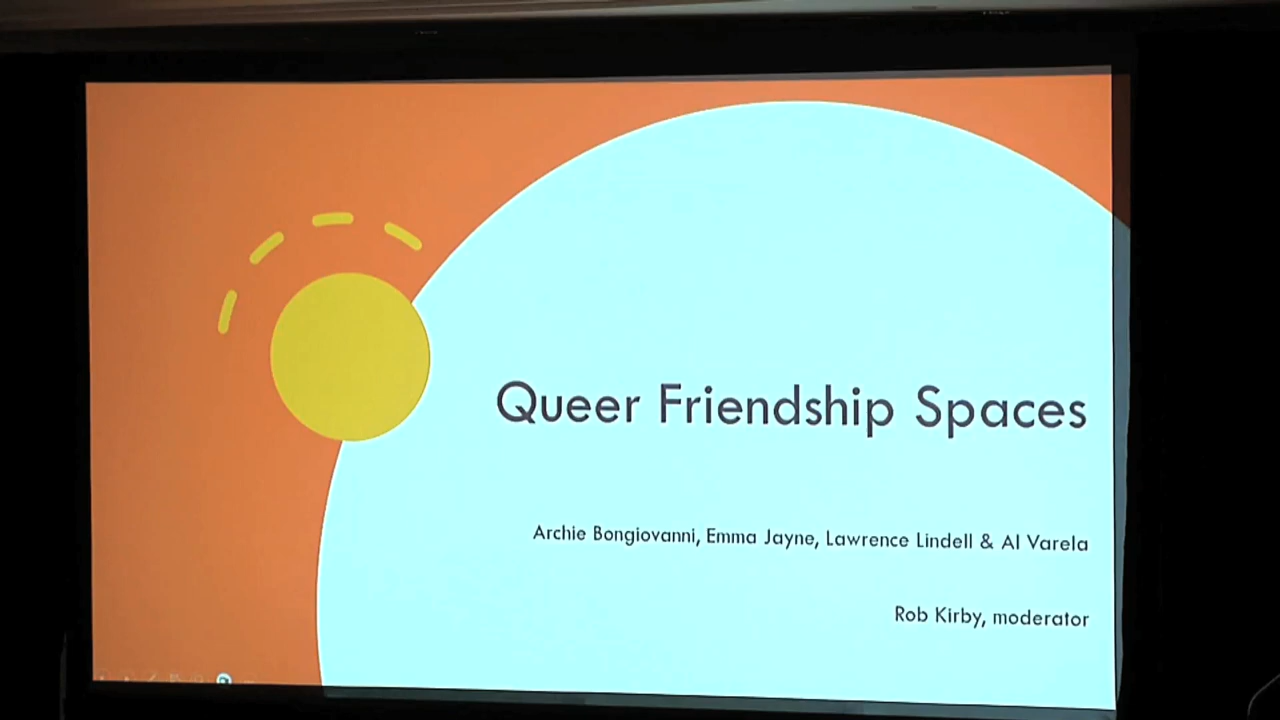 Queer Friendship Spaces
Archie Bongiovanni, Emma Jayne, Lawrence Lindell & Al Varela
Rob Kirby, moderator